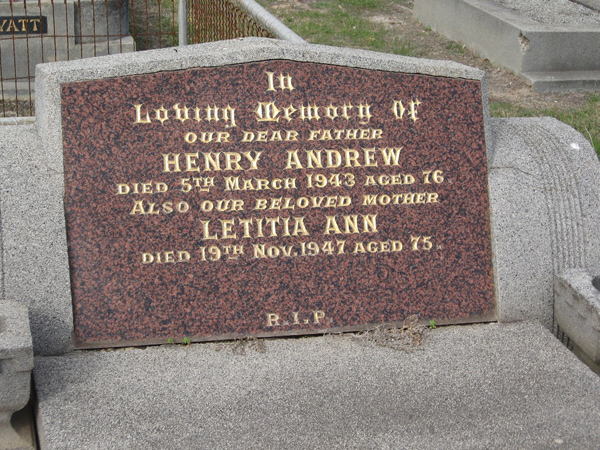 YATT
In
Loving Memory Of
OUR DEAR FATHER
HENRY ANDREW
DIED 5TH MARCH 1943 AGED 76.
ALSO OUR BELOVED MOTHER
LETITIA ANN
DIED 19TH NOV. 1947 AGED 75.
R.I.P.